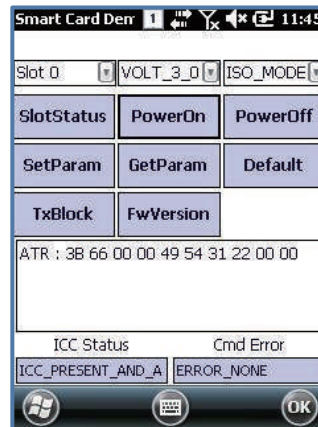 Smart Card Den 1 11:45
Slot 0 VOLT_3_0 ISO_MODE
SlotStatus PowerOn PowerOff
SetParam GetParam Default
TxBlock FwVersion
ATR : 3B 66 00 00 49 54 31 22 00 00
ICC Status Cmd Error
ICC_PRESENT_AND_A ERROR_NONE
OK